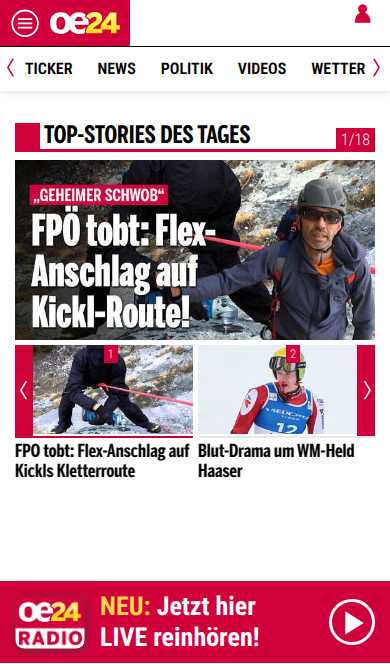 oe24
TICKER NEWS POLITIK VIDEOS WETTER
TOP-STORIES DES TAGES
1/18
„GEHEIMER SCHWOB“
FPÖ tobt: Flex-
Anschlag auf
Kickl-Route!
1
2
12
FPÖ tobt: Flex-Anschlag auf
Kickls Kletterroute
Blut-Drama um WM-Held
Haaser
oe24
RADIO
NEU: Jetzt hier
LIVE reinhören!